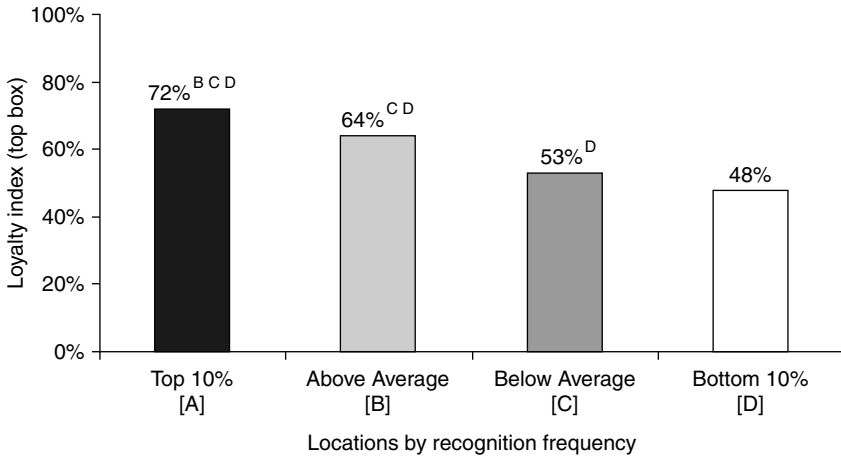 100%
80%
60%
40%
20%
0%
Loyalty index (top box)
72% B C D
64% C D
53% D
48%
Top 10%
[A]
Above Average
[B]
Below Average
[C]
Bottom 10%
[D]
Locations by recognition frequency